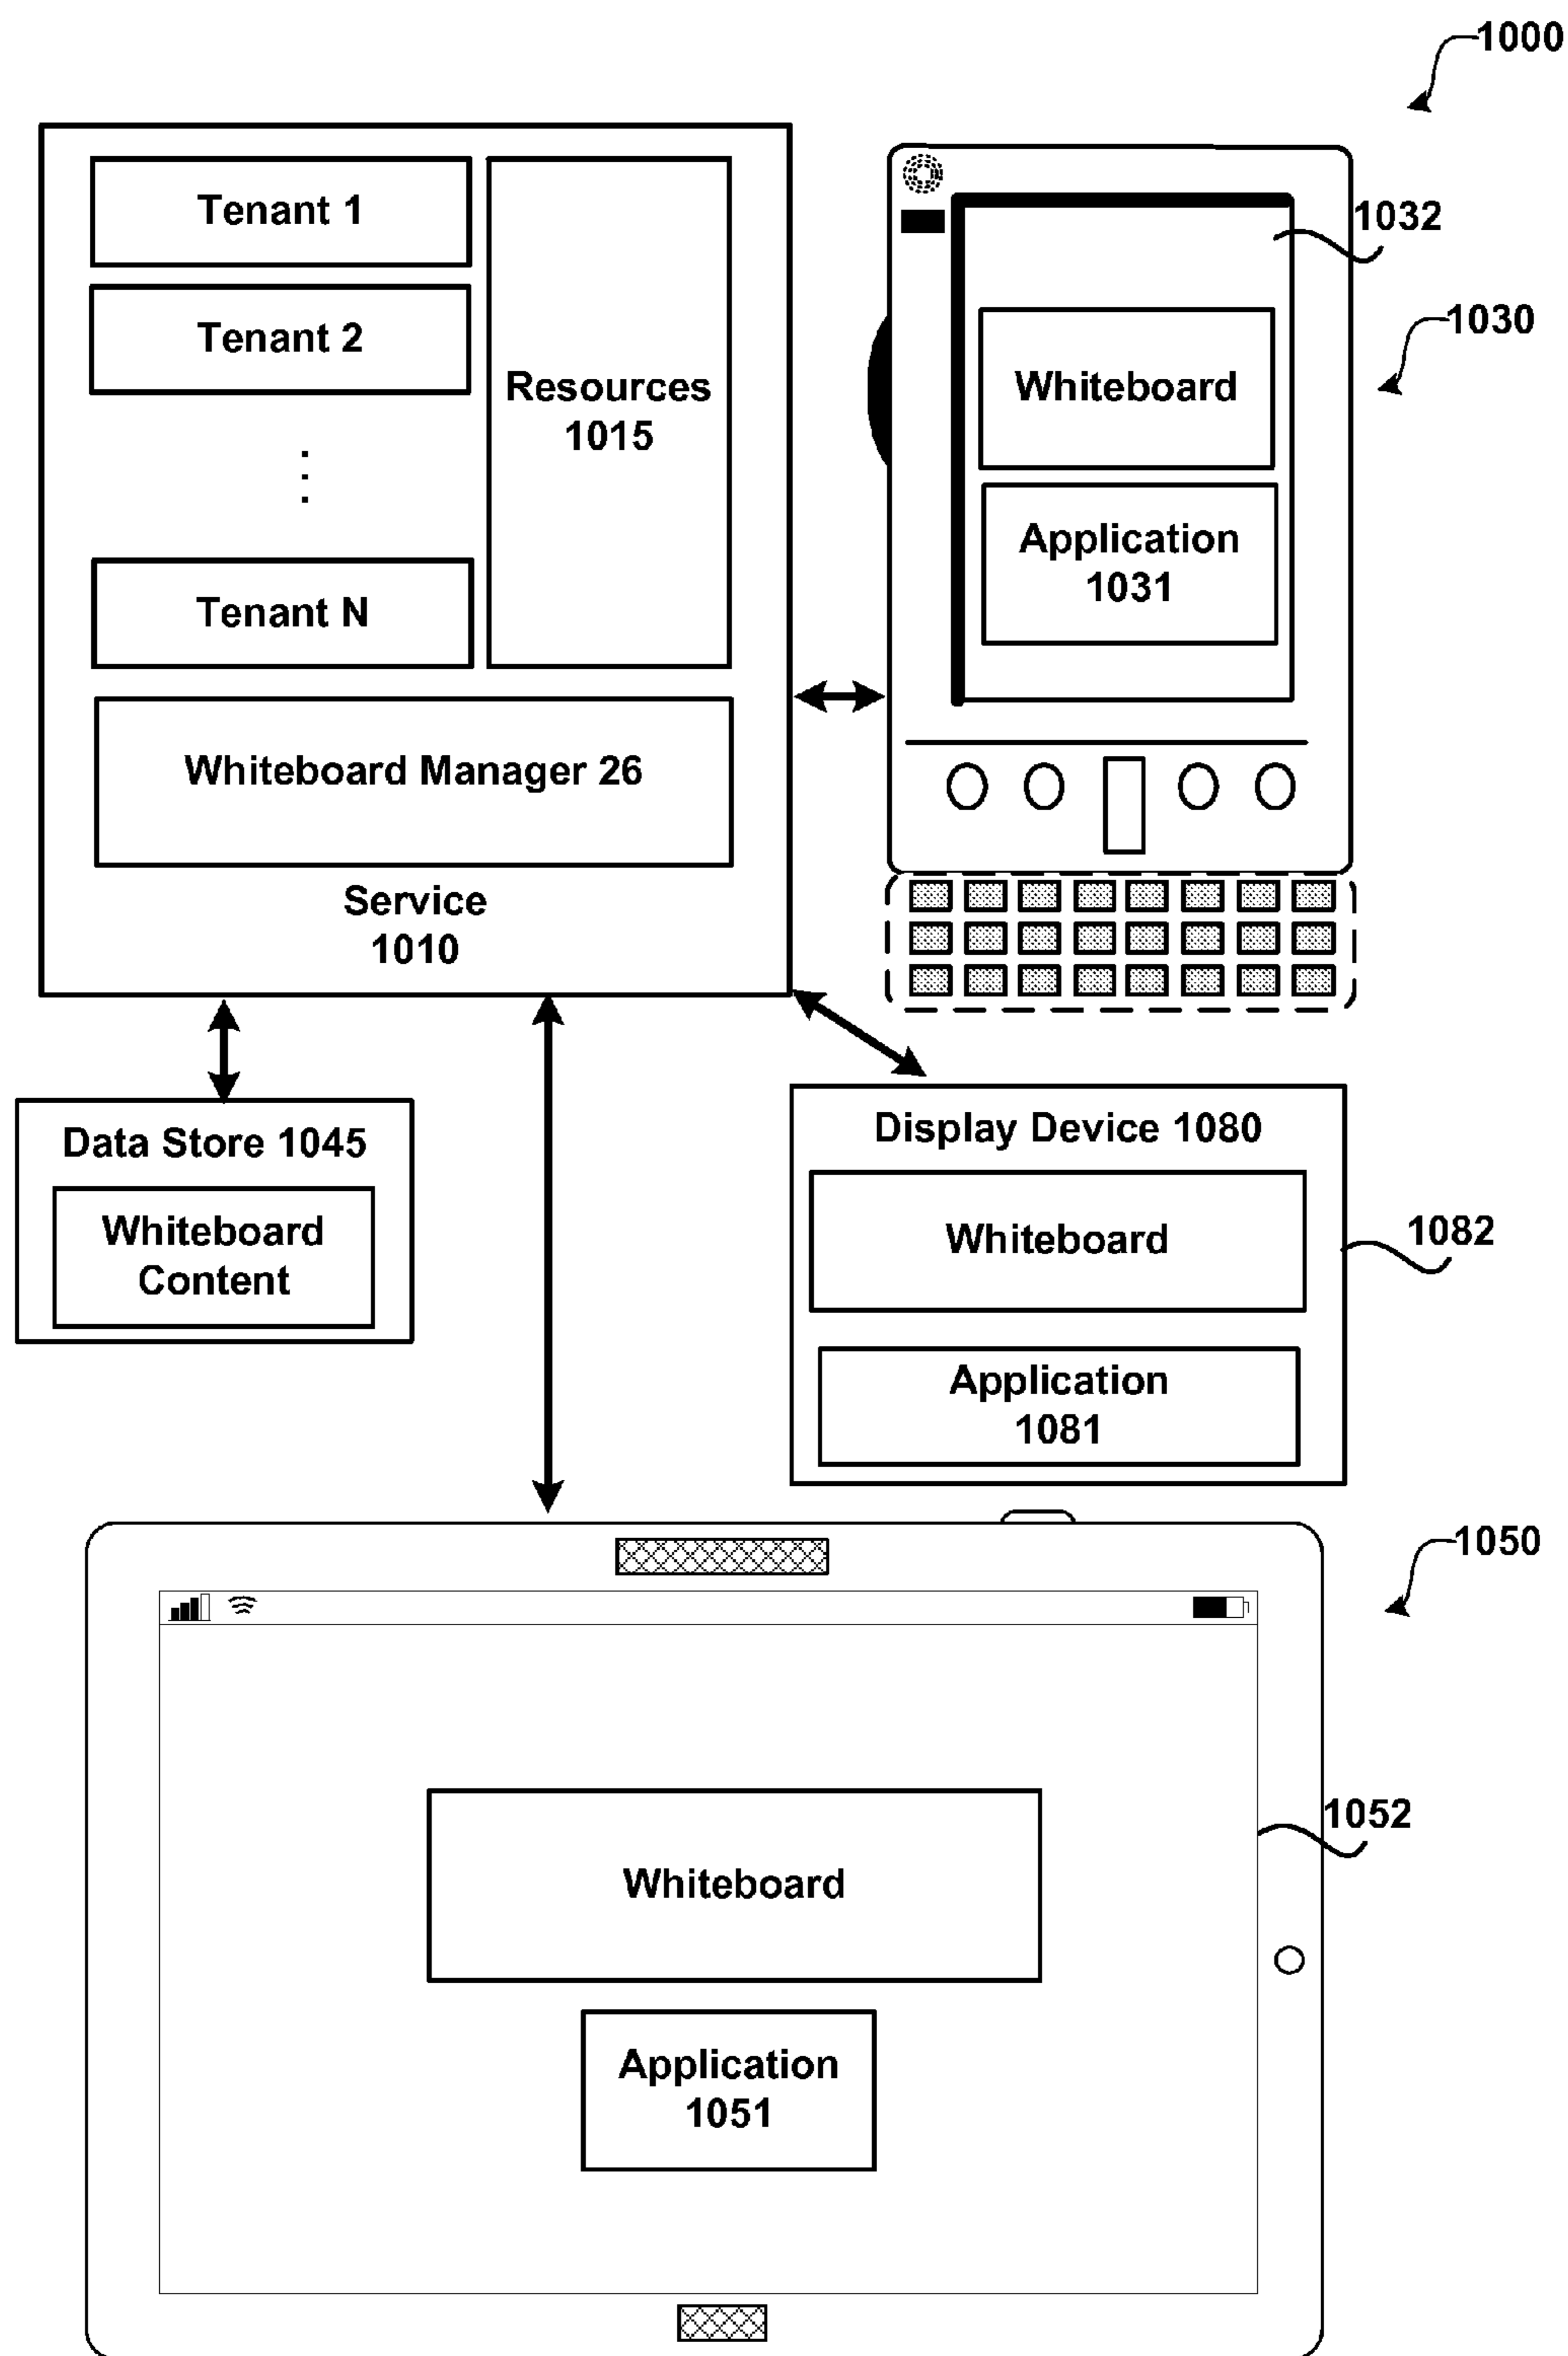 1000
Tenant 1
Tenant 2
Resources
1015
⋮
Tenant N
Whiteboard Manager 26
Service
1010
1032
1030
Whiteboard
Application
1031
Data Store 1045
Whiteboard
Content
Display Device 1080
Whiteboard
1082
Application
1081
1050
1052
Whiteboard
Application
1051